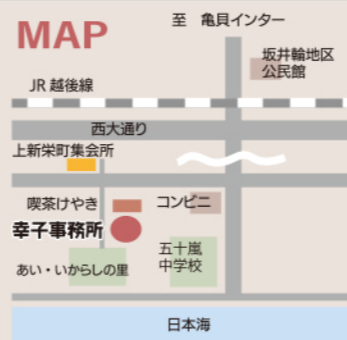 MAP
至 亀貝インター
坂井輪地区
公民館
JR 越後線
西大通り
上新栄町集会所
喫茶けやき
コンビニ
幸子事務所
五十嵐
中学校
あい・いからしの里
日本海